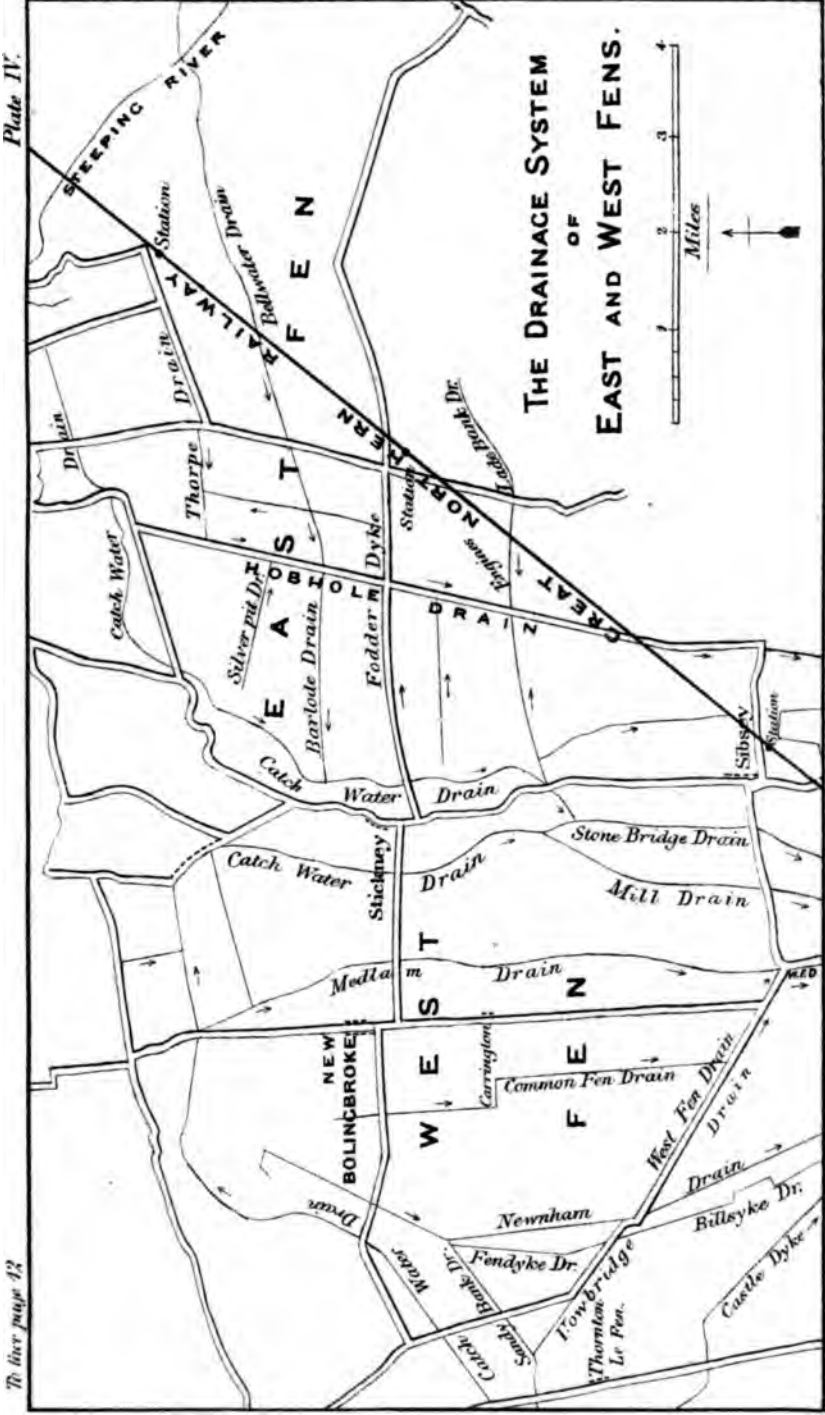 To face page 42
Plate IV.
STEEPING RIVER
Station
Bellwater Drain
RAILWAY
Drain
Drain
Thorpe
Catch Water
EAST FEN
HOBHOLE DRAIN
Silver pit Dr.
Barlode Drain
Fodder Dyke
Station
GREAT NORTHERN
Lade Bank Dr.
Engines
Catch Water Drain
Sibsey
Station
Stickney
Catch Water Drain
Stone Bridge Drain
Mill Drain
Medlam Drain
MED
NEW
BOLINGBROKE
WEST
FEN
Carrington
Common Fen Drain
West Fen Drain
Drain
Catch Water Drain
Sandy Bank Dr.
Newnham Drain
Fendyke Dr.
Howbridge
Rillsyke Dr.
Castle Dyke
Thornton
Le Fen.
THE DRAINAGE SYSTEM
OF
EAST AND WEST FENS.
1 2 3 4
Miles